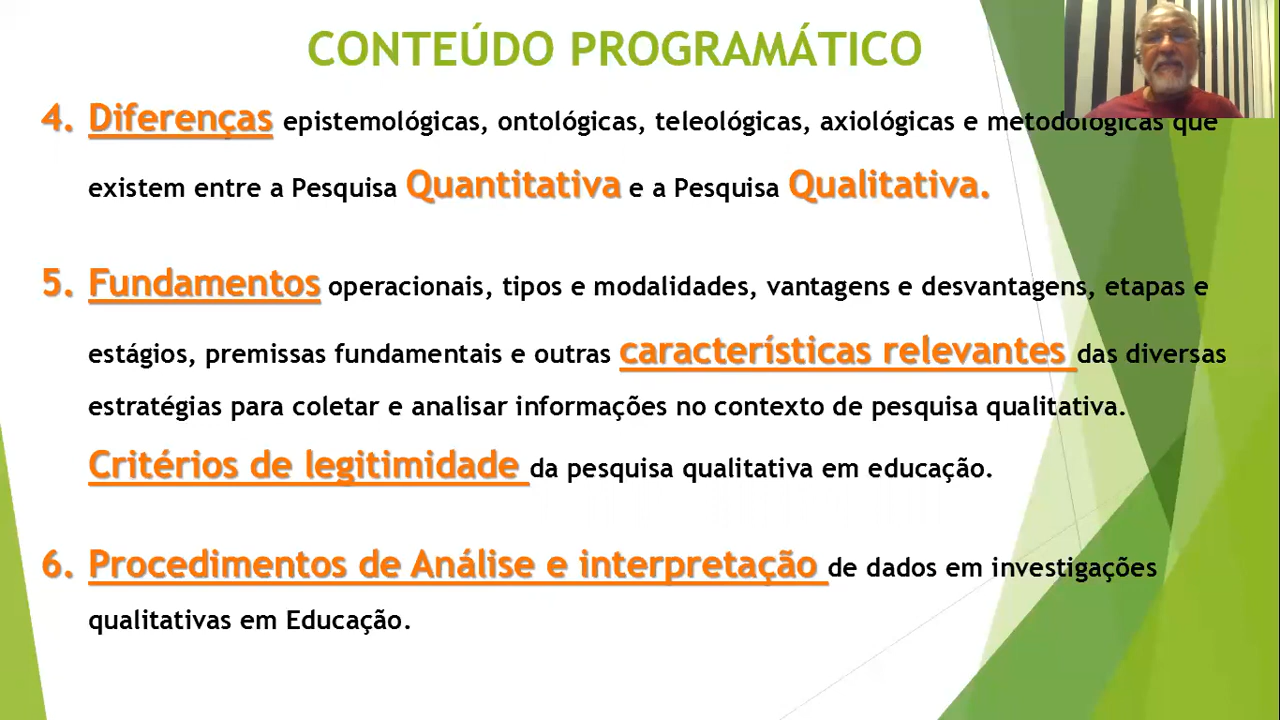 CONTEÚDO PROGRAMÁTICO
4. Diferenças epistemológicas, ontológicas, teleológicas, axiológicas e metodológicas que
existem entre a Pesquisa Quantitativa e a Pesquisa Qualitativa.
5. Fundamentos operacionais, tipos e modalidades, vantagens e desvantagens, etapas e
estágios, premissas fundamentais e outras características relevantes das diversas
estratégias para coletar e analisar informações no contexto de pesquisa qualitativa.
Critérios de legitimidade da pesquisa qualitativa em educação.
6. Procedimentos de Análise e interpretação de dados em investigações
qualitativas em Educação.